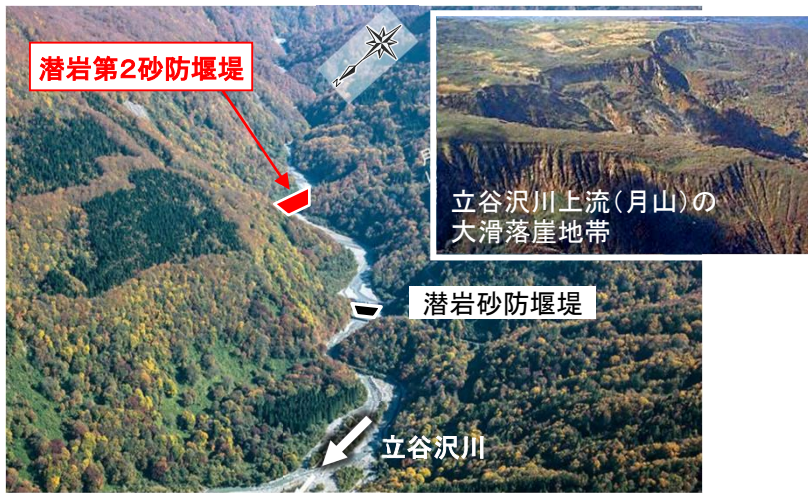 潜岩第2砂防堰堤
N
立谷沢川上流（月山）の
大滑落崖地帯
潜岩砂防堰堤
立谷沢川